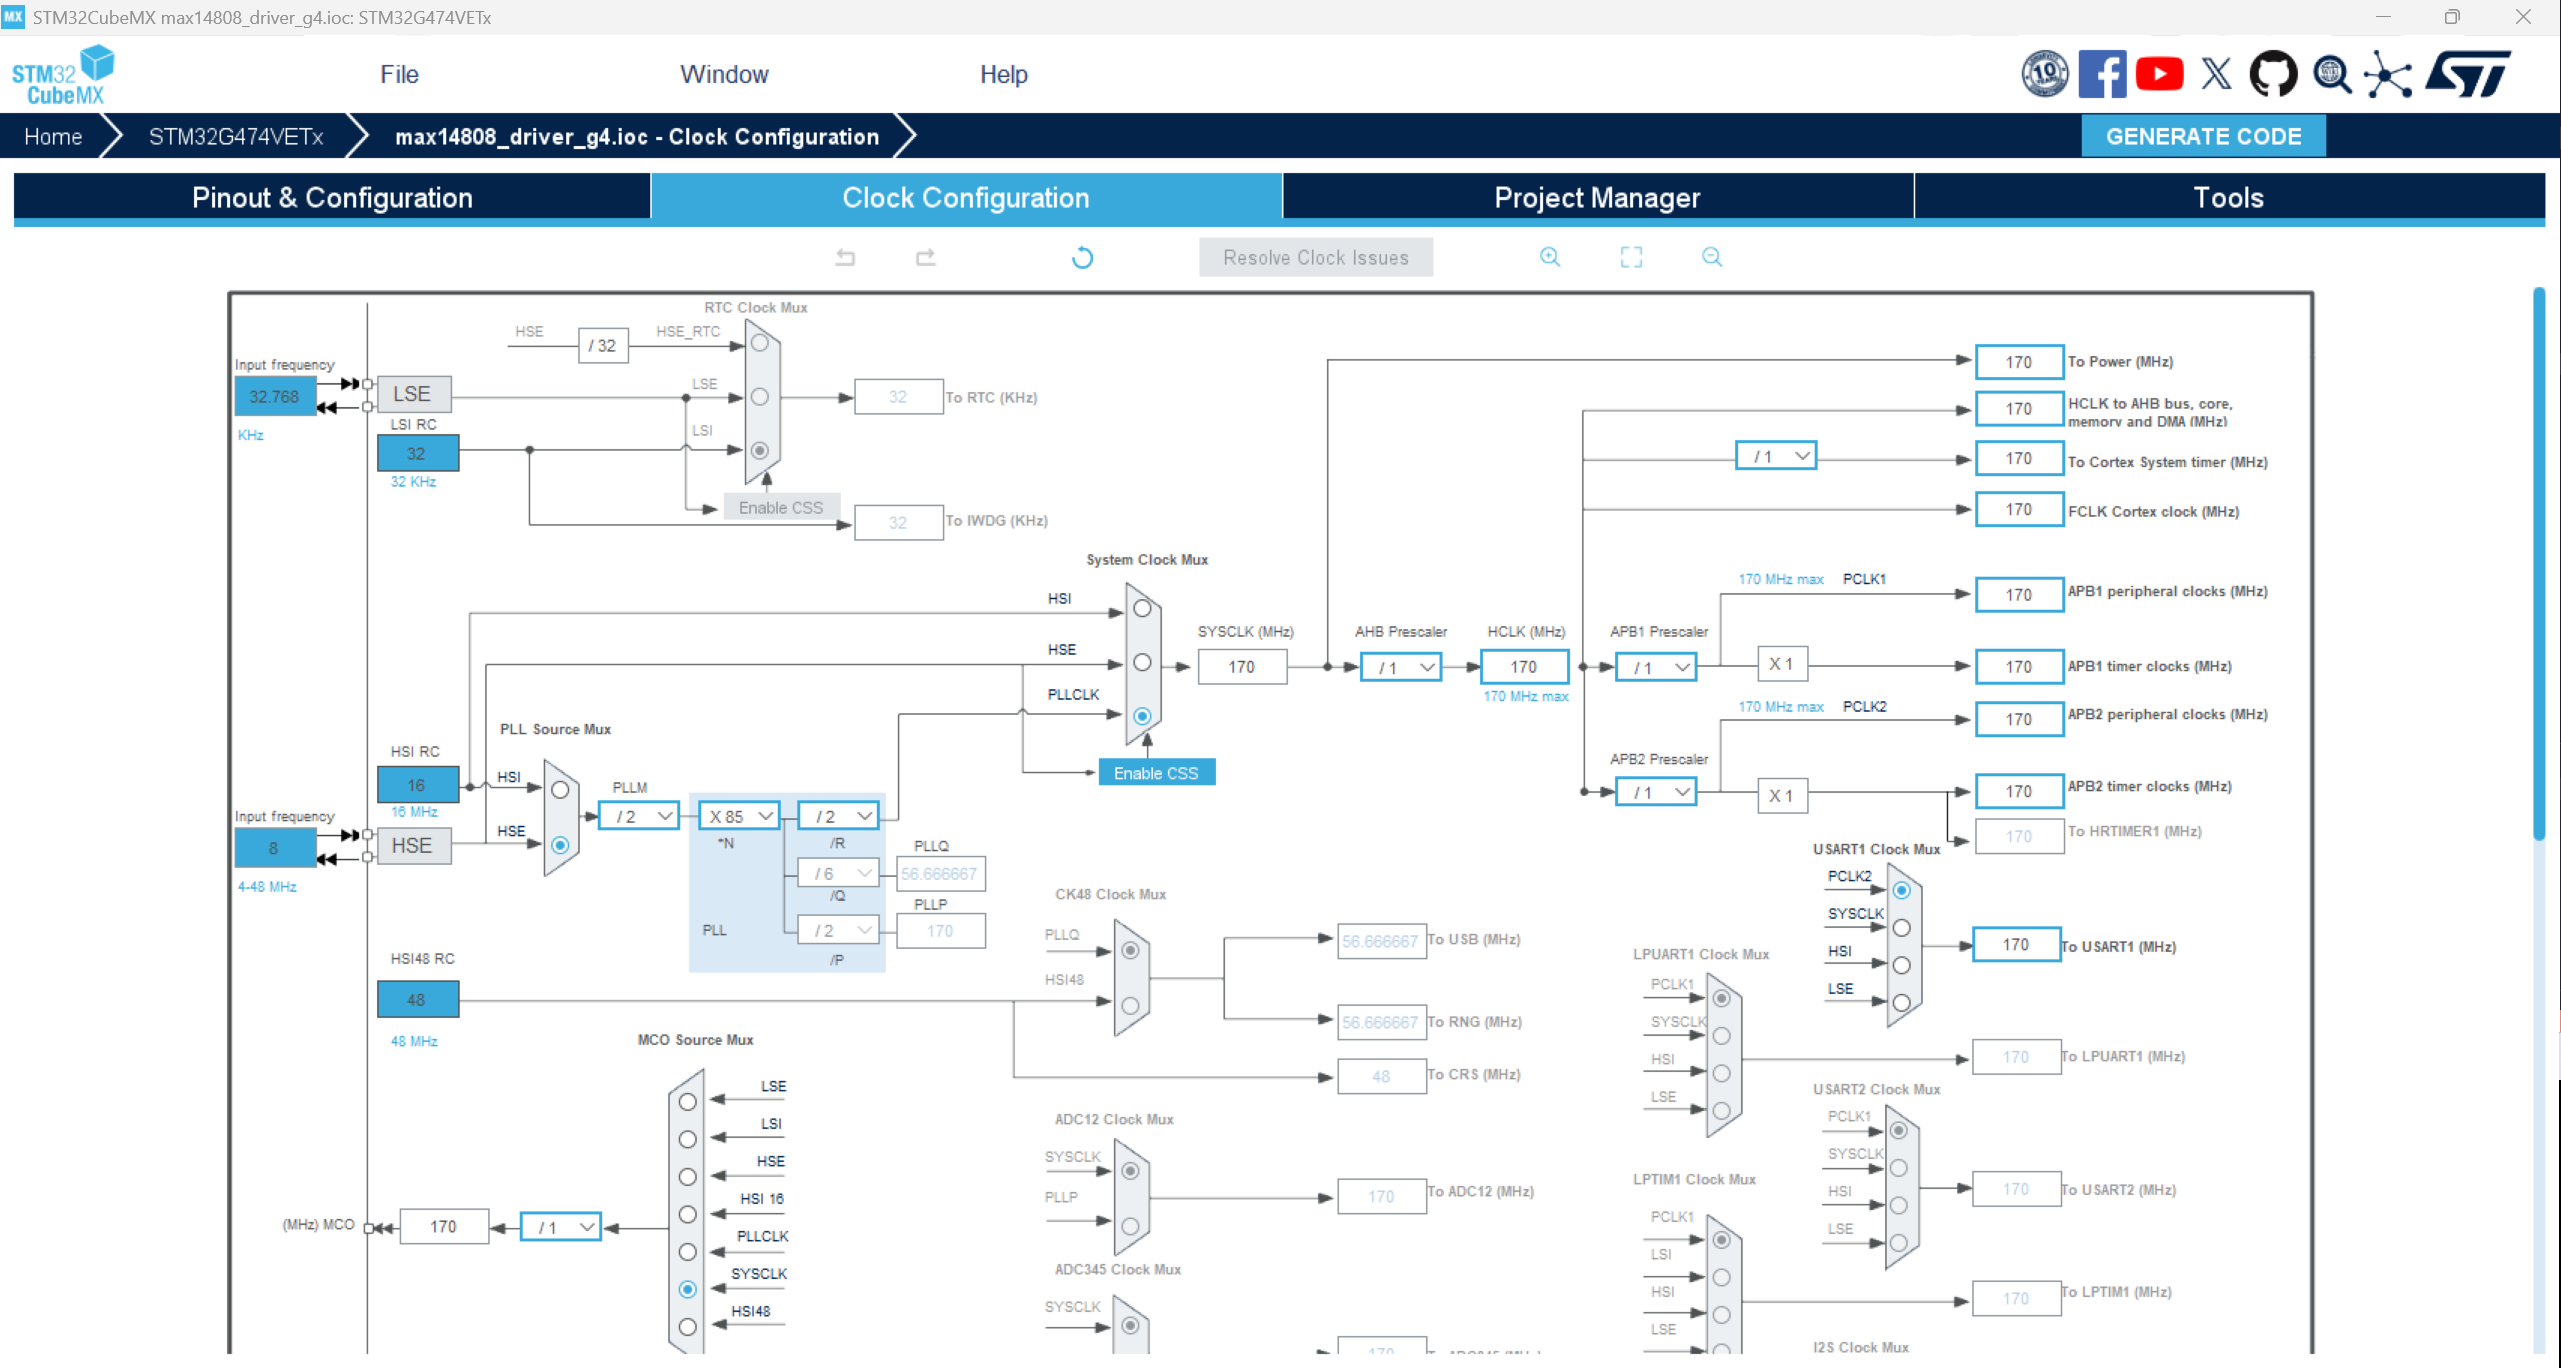 STM32CubeMX max14808_driver_g4.ioc: STM32G474VETx
STM32 CubeMX
File
Window
Help
Home
STM32G474VETx
max14808_driver_g4.ioc - Clock Configuration
GENERATE CODE
Pinout & Configuration
Clock Configuration
Project Manager
Tools
Resolve Clock Issues
RTC Clock Mux
HSE
/ 32
HSE_RTC
Input frequency
32.768
KHz
LSE
LSE
32
To RTC (KHz)
LSI RC
32
32 KHz
LSI
Enable CSS
32
To IWDG (KHz)
170
To Power (MHz)
170
HCLK to AHB bus, core,
memory and DMA (MHz)
/ 1
170
To Cortex System timer (MHz)
170
FCLK Cortex clock (MHz)
System Clock Mux
HSI
HSE
PLLCLK
Enable CSS
SYSCLK (MHz)
170
AHB Prescaler
/ 1
HCLK (MHz)
170
170 MHz max
APB1 Prescaler
/ 1
170 MHz max
PCLK1
170
APB1 peripheral clocks (MHz)
X 1
170
APB1 timer clocks (MHz)
170 MHz max
PCLK2
170
APB2 peripheral clocks (MHz)
APB2 Prescaler
/ 1
X 1
170
APB2 timer clocks (MHz)
170
To HRTIMER1 (MHz)
PLL Source Mux
HSI RC
16
16 MHz
HSI
HSE
Input frequency
8
4-48 MHz
HSE
PLLM
/ 2
X 85
*N
/ 2
/R
PLLQ
/ 6
56.666667
/Q
PLLP
/ 2
170
/P
PLL
HSI48 RC
48
48 MHz
CK48 Clock Mux
PLLQ
HSI48
56.666667
To USB (MHz)
56.666667
To RNG (MHz)
48
To CRS (MHz)
USART1 Clock Mux
PCLK2
SYSCLK
HSI
LSE
170
To USART1 (MHz)
LPUART1 Clock Mux
PCLK1
SYSCLK
HSI
LSE
170
To LPUART1 (MHz)
MCO Source Mux
LSE
LSI
HSE
HSI 16
PLLCLK
SYSCLK
HSI48
(MHz) MCO
170
/ 1
ADC12 Clock Mux
SYSCLK
PLLP
170
To ADC12 (MHz)
USART2 Clock Mux
PCLK1
SYSCLK
HSI
LSE
170
To USART2 (MHz)
LPTIM1 Clock Mux
PCLK1
LSI
HSI
LSE
170
To LPTIM1 (MHz)
ADC345 Clock Mux
SYSCLK
I2S Clock Mux